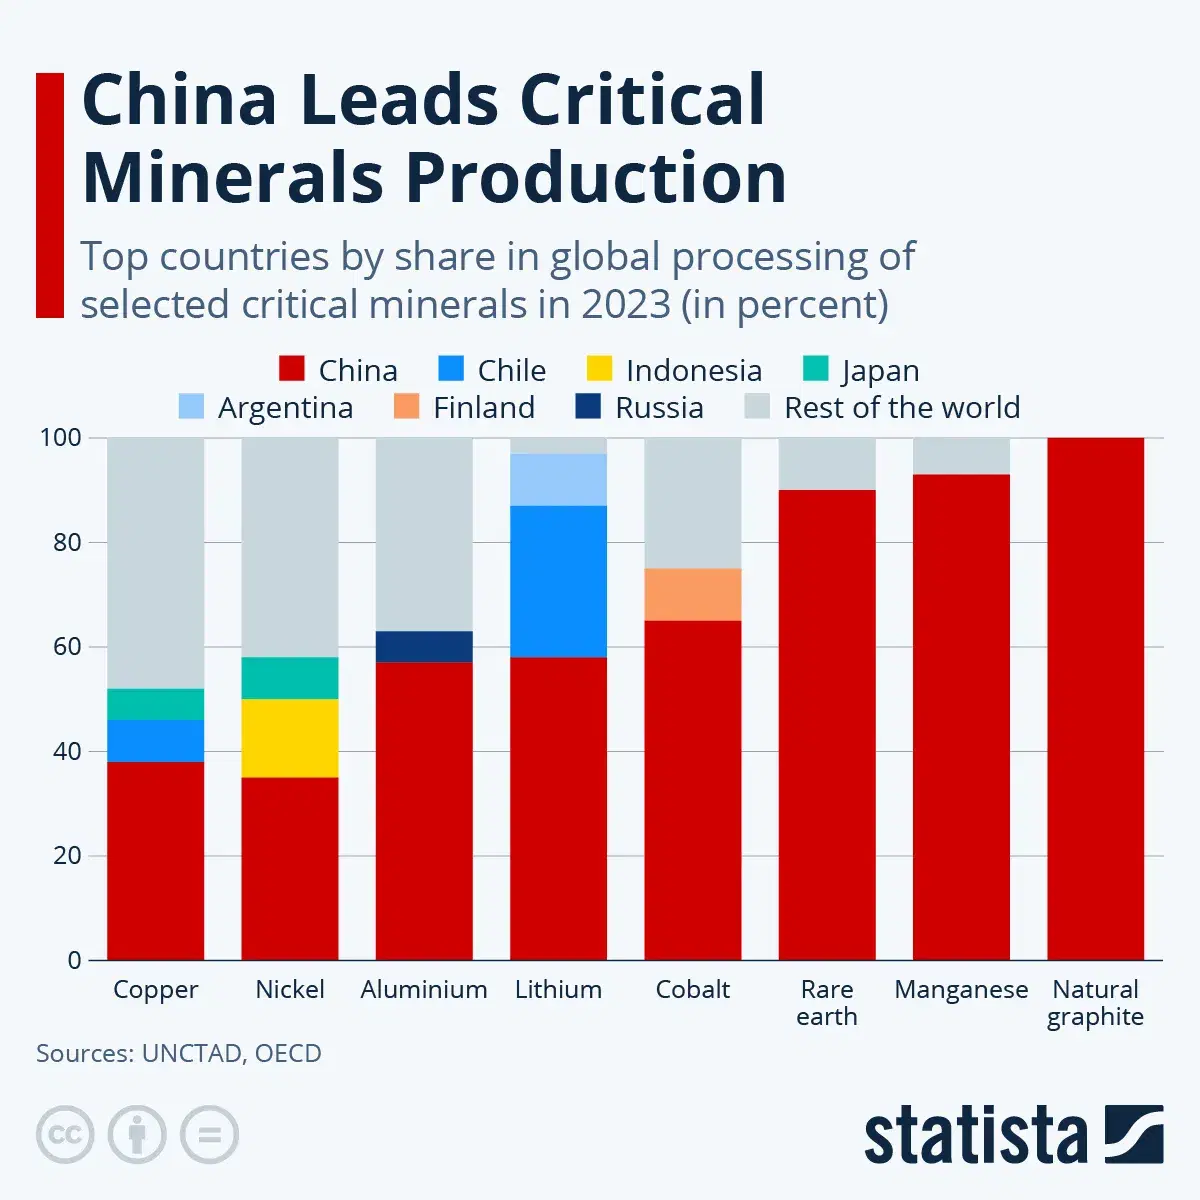 China Leads Critical
Minerals Production
Top countries by share in global processing of
selected critical minerals in 2023 (in percent)
China Chile Indonesia Japan
Argentina Finland Russia Rest of the world
100
80
60
40
20
0
Copper Nickel Aluminium Lithium Cobalt Rare earth Manganese Natural graphite
Sources: UNCTAD, OECD
cc
statista